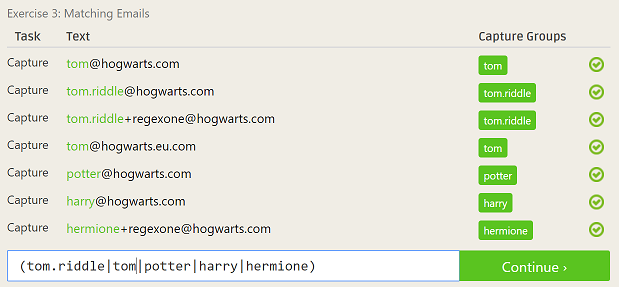 Exercise 3: Matching Emails
Task Text Capture Groups
Capture tom@hogwarts.com tom
Capture tom.riddle@hogwarts.com tom.riddle
Capture tom.riddle+regexone@hogwarts.com tom.riddle
Capture tom@hogwarts.eu.com tom
Capture potter@hogwarts.com potter
Capture harry@hogwarts.com harry
Capture hermione+regexone@hogwarts.com hermione
(tom.riddle|tom|potter|harry|hermione) Continue ›